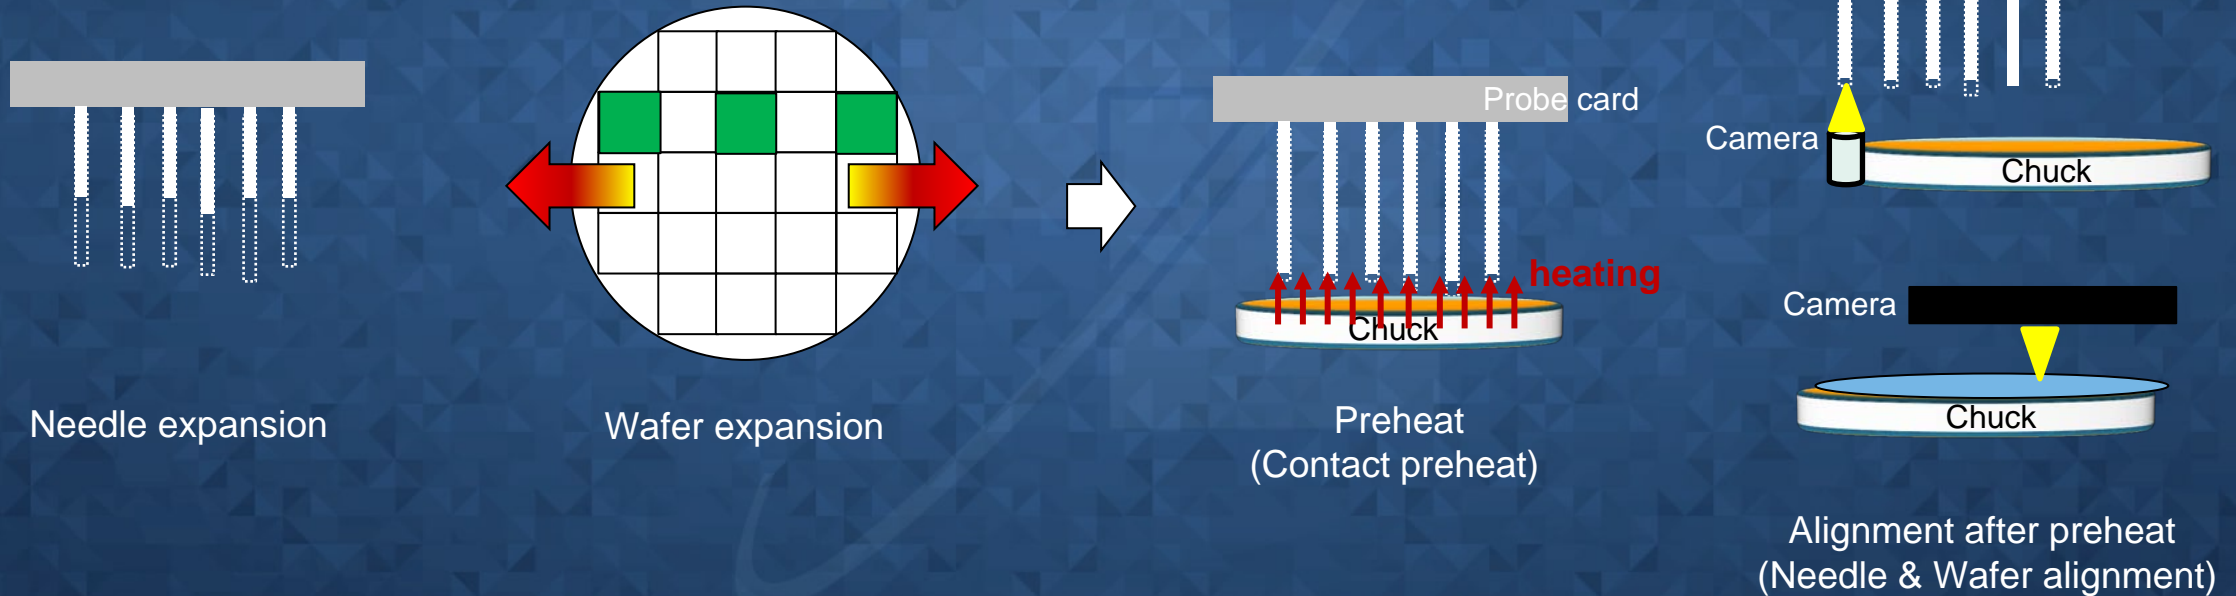 Needle expansion
Wafer expansion
Probe card
heating
Chuck
Preheat
(Contact preheat)
Camera
Chuck
Camera
Chuck
Alignment after preheat
(Needle & Wafer alignment)